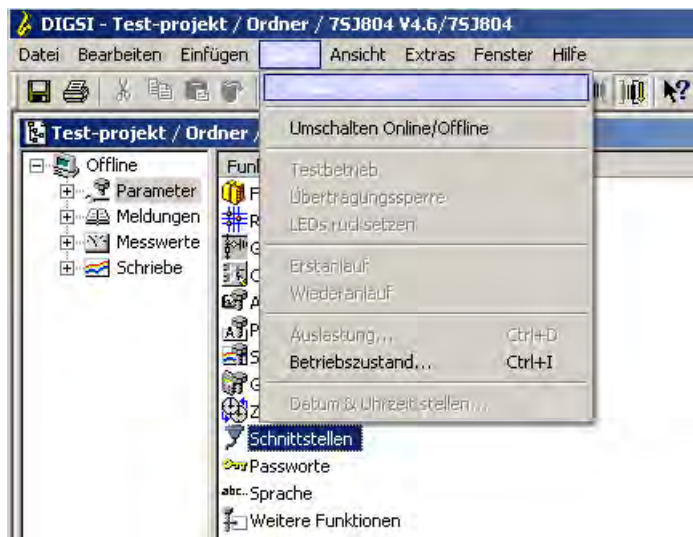 DIGSI - Test-projekt / Ordner / 7SJ804 V4.6/7SJ804
Datei Bearbeiten Einfügen Ansicht Extras Fenster Hilfe
Test-projekt / Ordner /
Offline
Parameter
Meldungen
Messwerte
Schriebe
Umschalten Online/Offline
Testbetrieb
Übertragungssperre
LEDs rücksetzen
Erstanlauf
Wiederanlauf
Auslastung... Ctrl+D
Betriebszustand... Ctrl+I
Datum & Uhrzeit stellen...
Schnittstellen
Passworte
abc.. Sprache
Weitere Funktionen